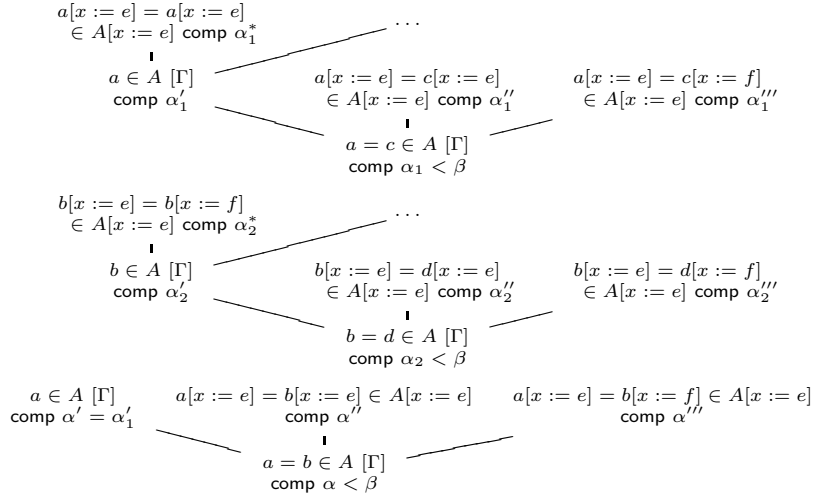 a[x := e] = a[x := e]
∈ A[x := e] comp α₁*
...
a ∈ A [Γ]
comp α₁′
a[x := e] = c[x := e]
∈ A[x := e] comp α₁′′
a[x := e] = c[x := f]
∈ A[x := e] comp α₁′′′
a = c ∈ A [Γ]
comp α₁ < β
b[x := e] = b[x := f]
∈ A[x := e] comp α₂*
...
b ∈ A [Γ]
comp α₂′
b[x := e] = d[x := e]
∈ A[x := e] comp α₂′′
b[x := e] = d[x := f]
∈ A[x := e] comp α₂′′′
b = d ∈ A [Γ]
comp α₂ < β
a ∈ A [Γ]
comp α′ = α₁′
a[x := e] = b[x := e] ∈ A[x := e]
comp α′′
a[x := e] = b[x := f] ∈ A[x := e]
comp α′′′
a = b ∈ A [Γ]
comp α < β